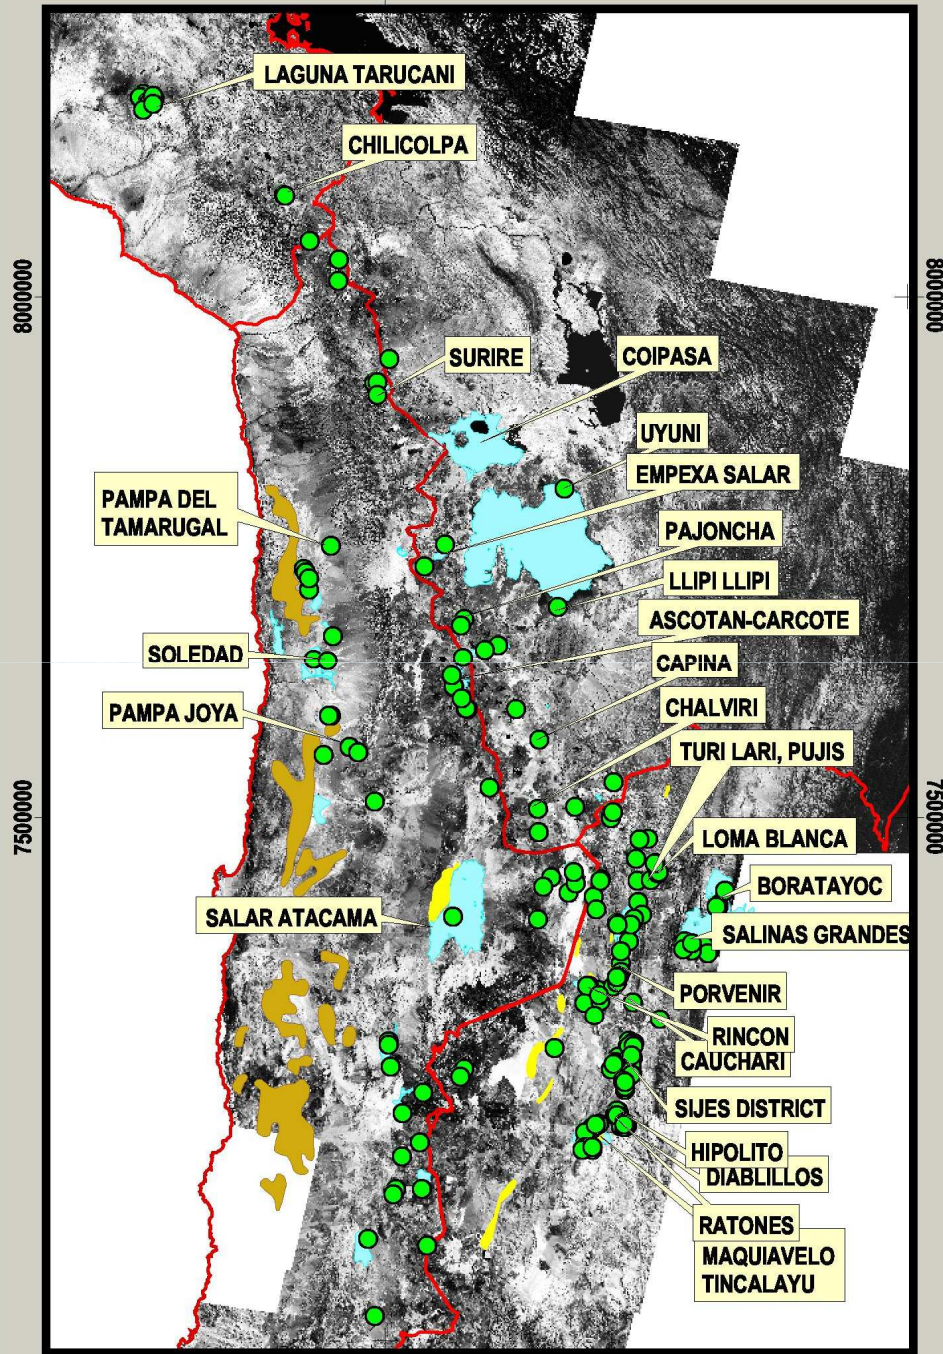 LAGUNA TARUCANI
CHILICOLPA
8000000
8000000
SURIRE
COIPASA
UYUNI
EMPEXA SALAR
PAMPA DEL
TAMARUGAL
PAJONCHA
LLIPI LLIPI
ASCOTAN-CARCOTE
SOLEDAD
CAPINA
PAMPA JOYA
CHALVIRI
TURI LARI, PUJIS
7500000
7500000
LOMA BLANCA
BORATAYOC
SALAR ATACAMA
SALINAS GRANDES
PORVENIR
RINCON
CAUCHARI
SIJES DISTRICT
HIPOLITO
DIABLILLOS
RATONES
MAQUIAVELO
TINCALAYU